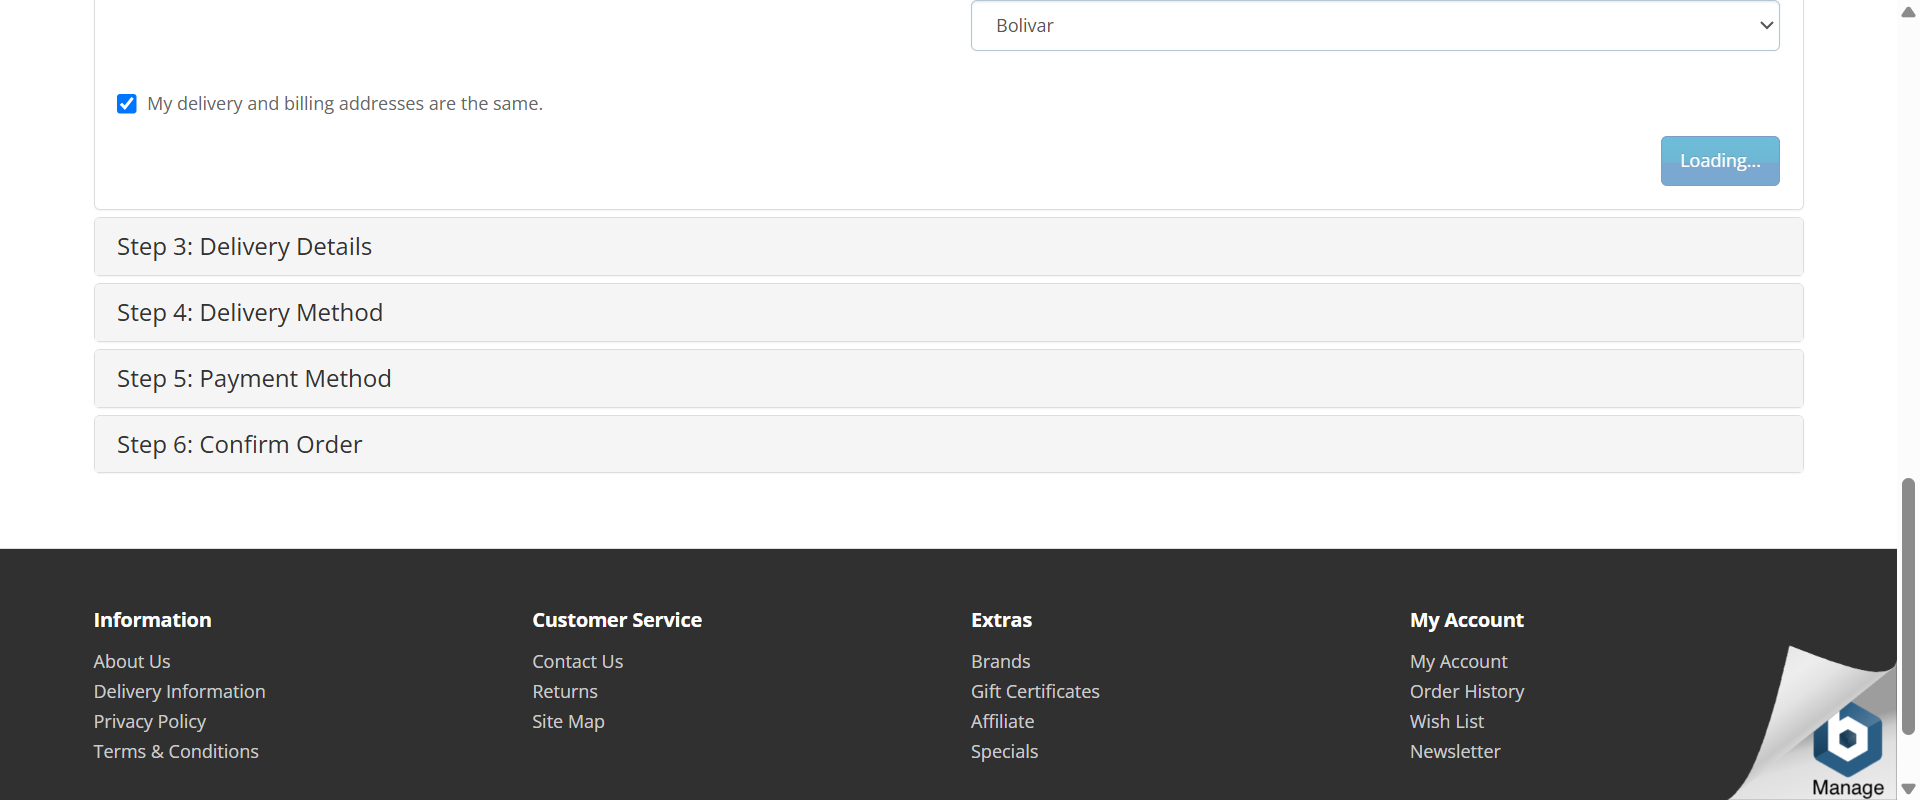 Bolivar
My delivery and billing addresses are the same.
Loading...
Step 3: Delivery Details
Step 4: Delivery Method
Step 5: Payment Method
Step 6: Confirm Order
Information
About Us
Delivery Information
Privacy Policy
Terms & Conditions
Customer Service
Contact Us
Returns
Site Map
Extras
Brands
Gift Certificates
Affiliate
Specials
My Account
My Account
Order History
Wish List
Newsletter
b
Manage